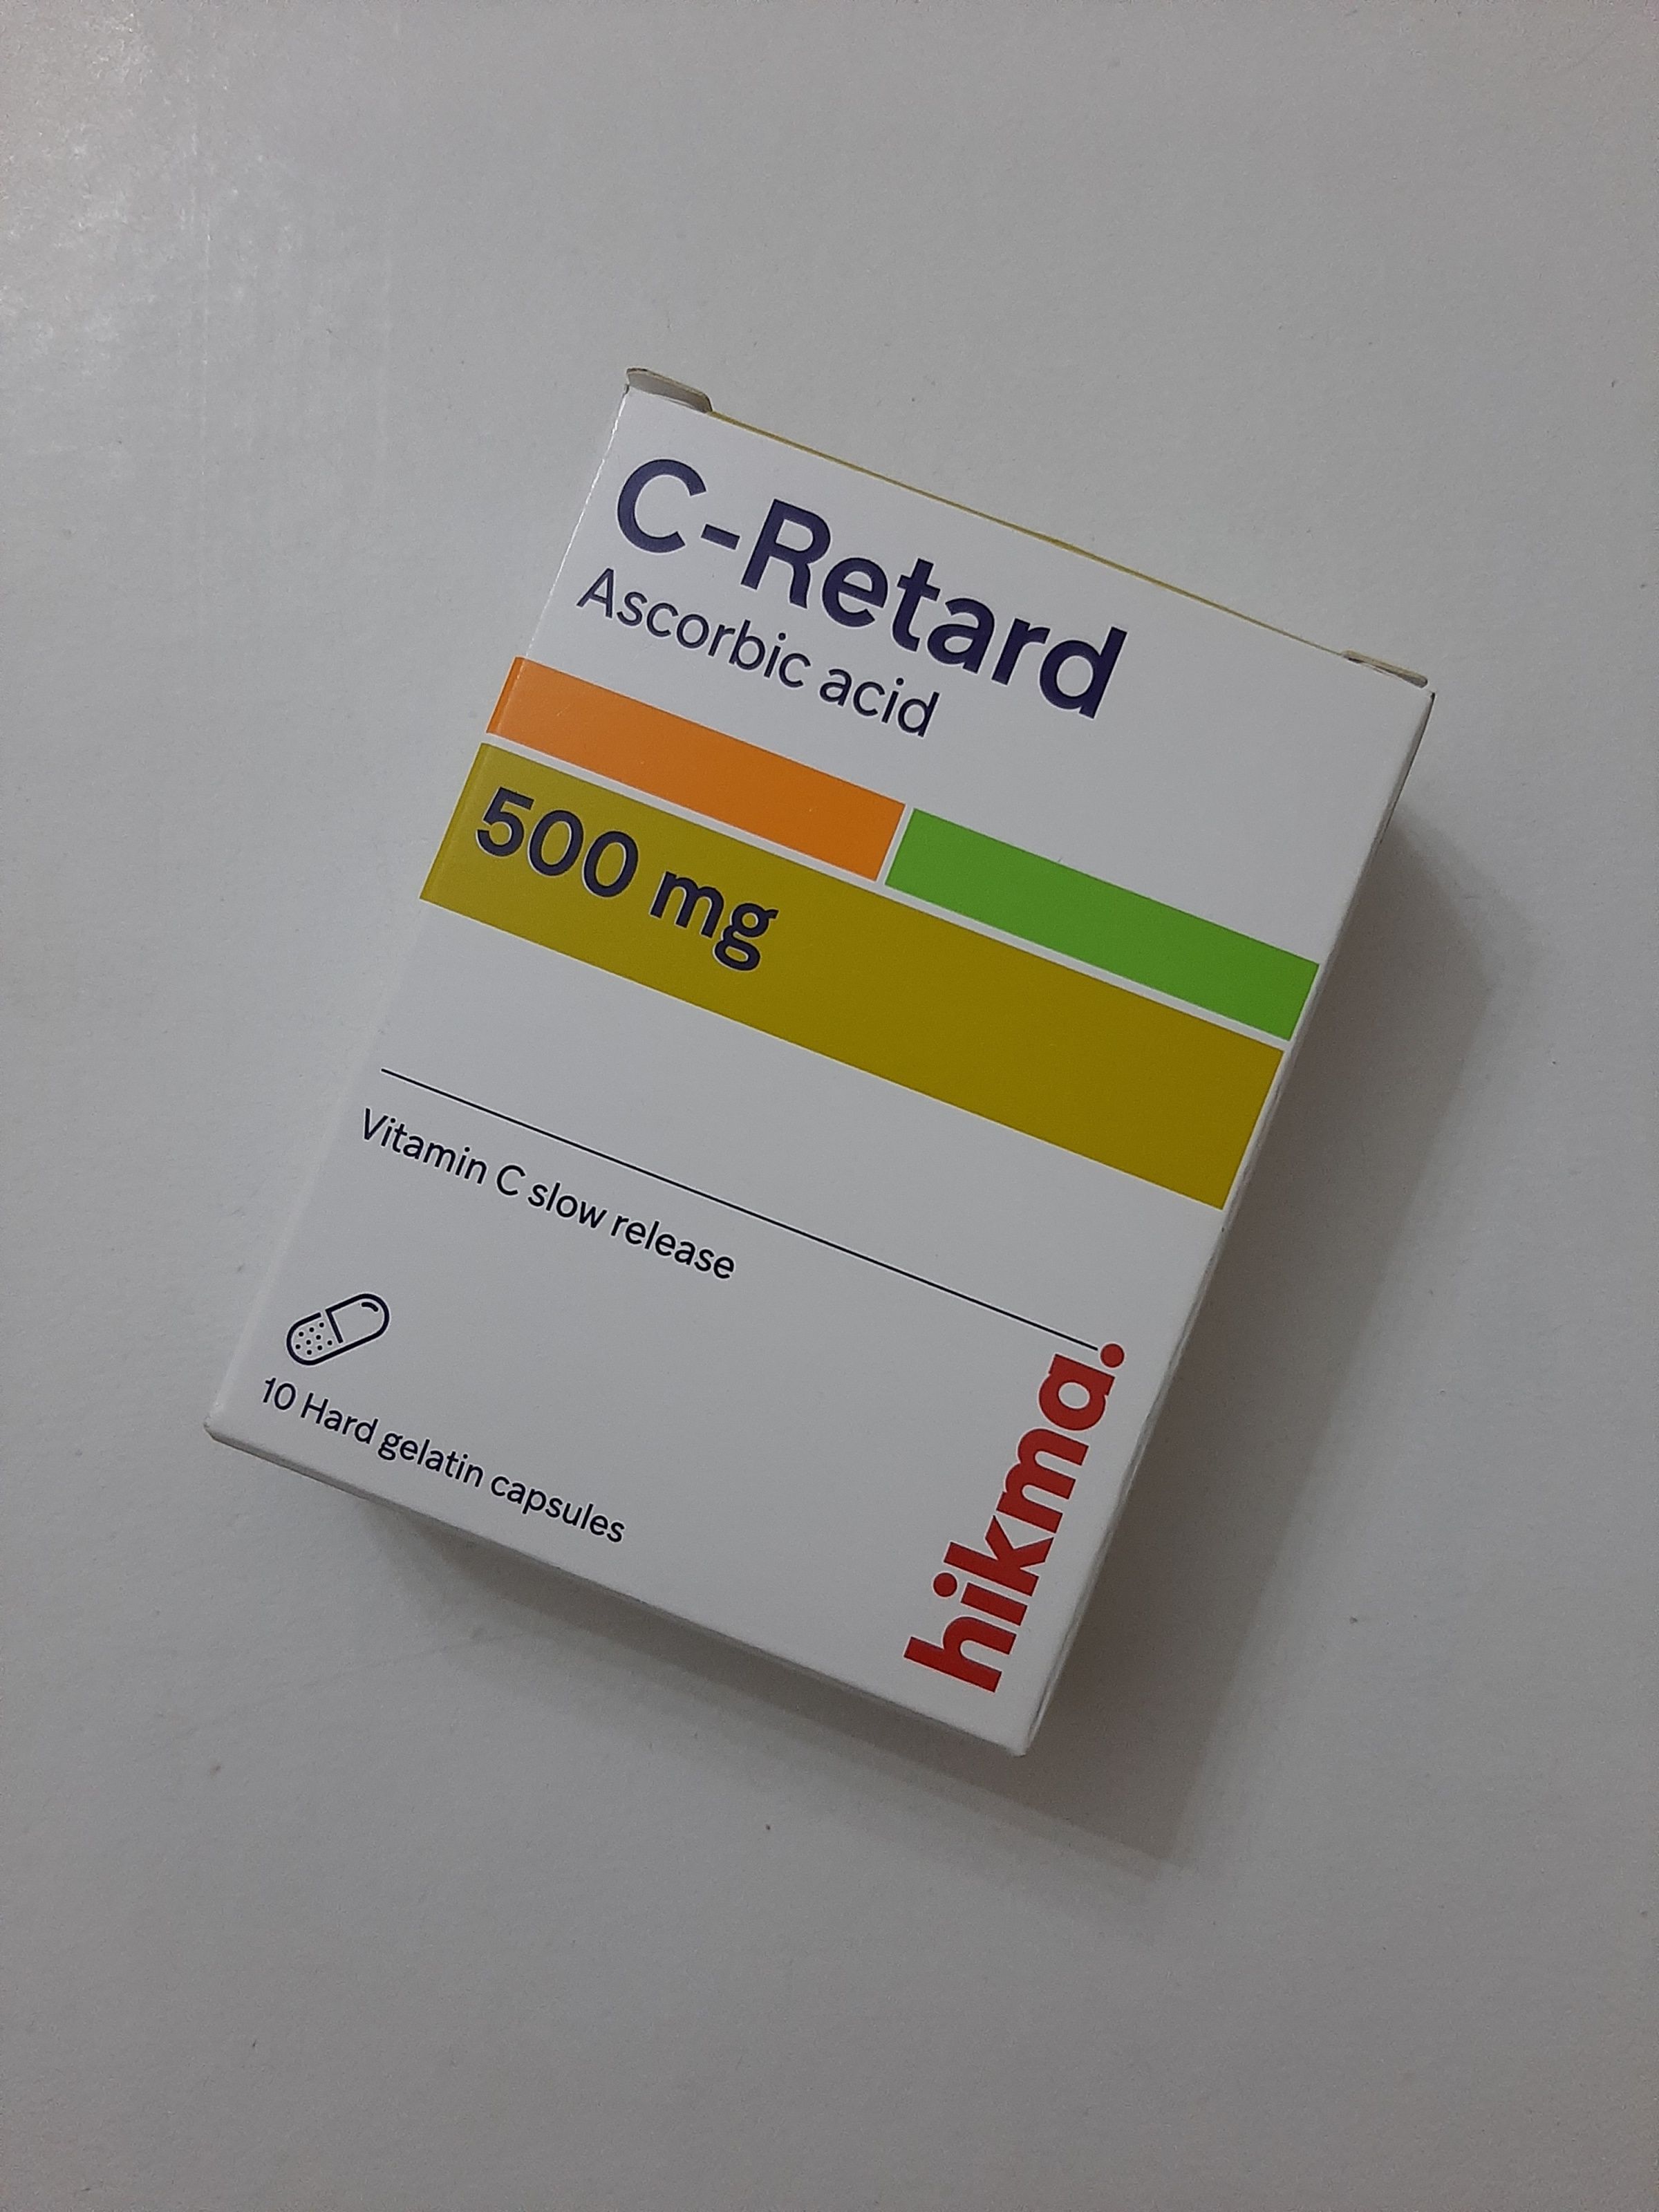 C-Retard
Ascorbic acid
500 mg
Vitamin C slow release
10 Hard gelatin capsules
hikma.